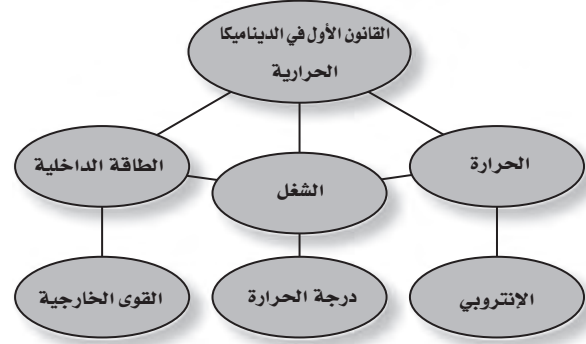 القانون الأول في الديناميكا
الحرارية
الحرارة
الشغل
الطاقة الداخلية
الإنتروبي
درجة الحرارة
القوى الخارجية